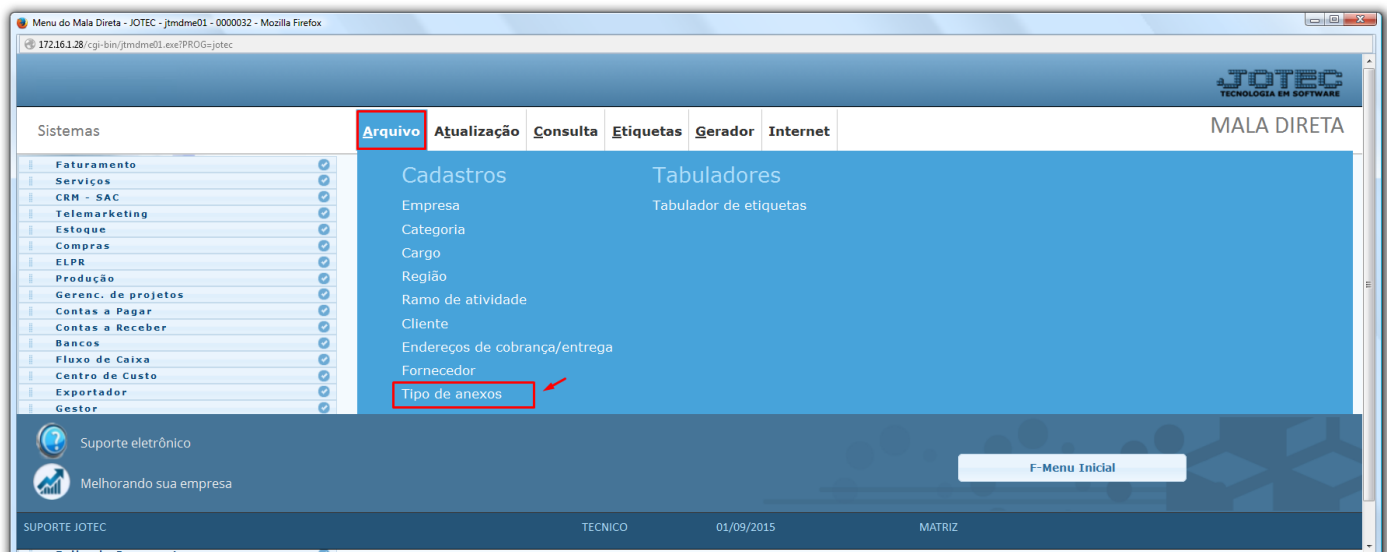 Menu do Mala Direta - JOTEC - jtmdme01 - 0000032 - Mozilla Firefox
172.16.1.28/cgi-bin/jtmdme01.exe?PROG=jotec
JOTEC
TECNOLOGIA EM SOFTWARE
Sistemas
Arquivo Atualização Consulta Etiquetas Gerador Internet
MALA DIRETA
Faturamento
Serviços
CRM - SAC
Telemarketing
Estoque
Compras
ELPR
Produção
Gerenc. de projetos
Contas a Pagar
Contas a Receber
Bancos
Fluxo de Caixa
Centro de Custo
Exportador
Gestor
Cadastros
Empresa
Categoria
Cargo
Região
Ramo de atividade
Cliente
Endereços de cobrança/entrega
Fornecedor
Tipo de anexos
Tabuladores
Tabulador de etiquetas
Suporte eletrônico
Melhorando sua empresa
F-Menu Inicial
SUPORTE JOTEC TECNICO 01/09/2015 MATRIZ